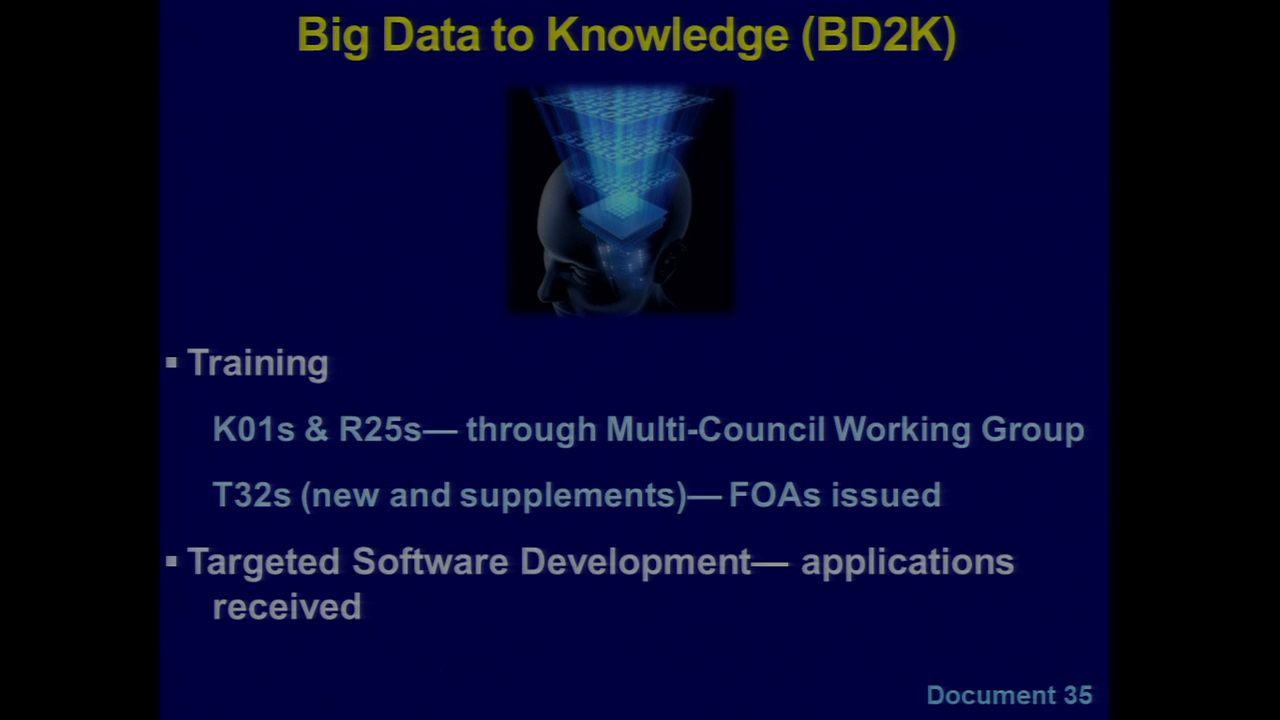 Big Data to Knowledge (BD2K)
▪ Training
K01s & R25s— through Multi-Council Working Group
T32s (new and supplements)— FOAs issued
▪ Targeted Software Development— applications
received
Document 35